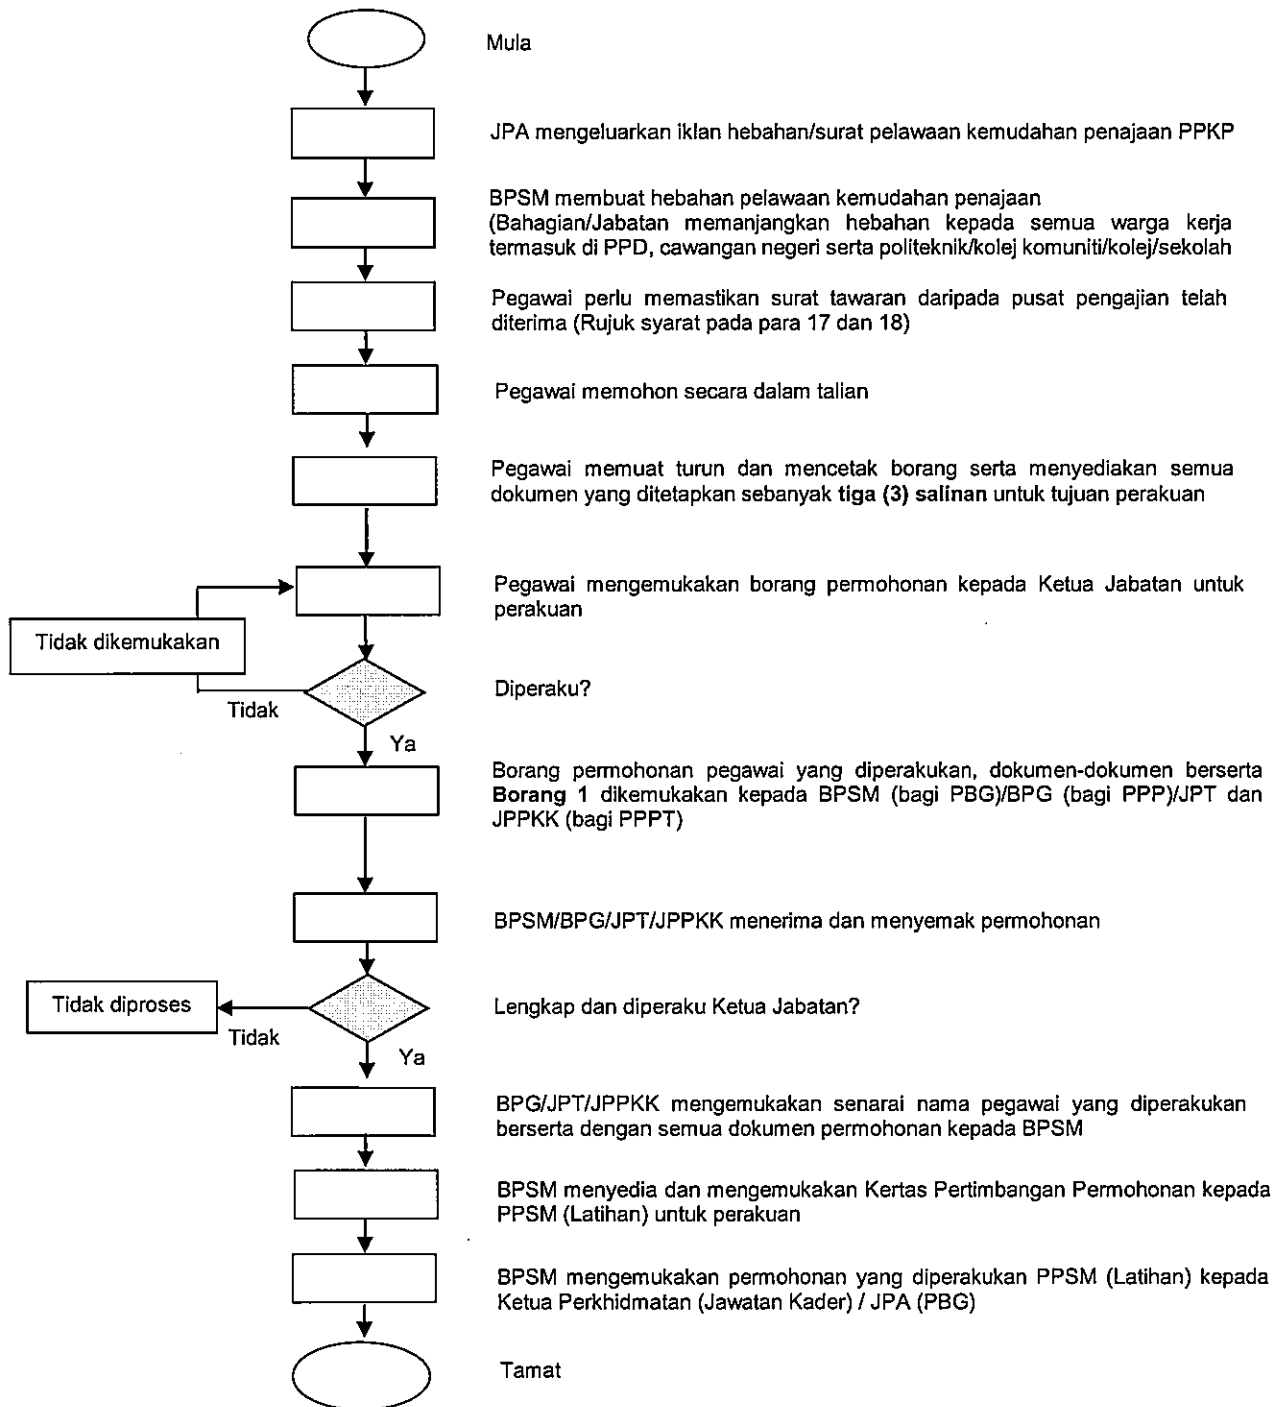 Mula
JPA mengeluarkan iklan hebahan/surat pelawaan kemudahan penajaan PPKP
BPSM membuat hebahan pelawaan kemudahan penajaan
(Bahagian/Jabatan memanjangkan hebahan kepada semua warga kerja
termasuk di PPD, cawangan negeri serta politeknik/kolej komuniti/kolej/sekolah
Pegawai perlu memastikan surat tawaran daripada pusat pengajian telah
diterima (Rujuk syarat pada para 17 dan 18)
Pegawai memohon secara dalam talian
Pegawai memuat turun dan mencetak borang serta menyediakan semua
dokumen yang ditetapkan sebanyak tiga (3) salinan untuk tujuan perakuan
Pegawai mengemukakan borang permohonan kepada Ketua Jabatan untuk
perakuan
Tidak dikemukakan
Diperaku?
Tidak
Ya
Borang permohonan pegawai yang diperakukan, dokumen-dokumen berserta
Borang 1 dikemukakan kepada BPSM (bagi PBG)/BPG (bagi PPP)/JPT dan
JPPKK (bagi PPPT)
BPSM/BPG/JPT/JPPKK menerima dan menyemak permohonan
Tidak diproses
Lengkap dan diperaku Ketua Jabatan?
Tidak
Ya
BPG/JPT/JPPKK mengemukakan senarai nama pegawai yang diperakukan
berserta dengan semua dokumen permohonan kepada BPSM
BPSM menyedia dan mengemukakan Kertas Pertimbangan Permohonan kepada
PPSM (Latihan) untuk perakuan
BPSM mengemukakan permohonan yang diperakukan PPSM (Latihan) kepada
Ketua Perkhidmatan (Jawatan Kader) / JPA (PBG)
Tamat